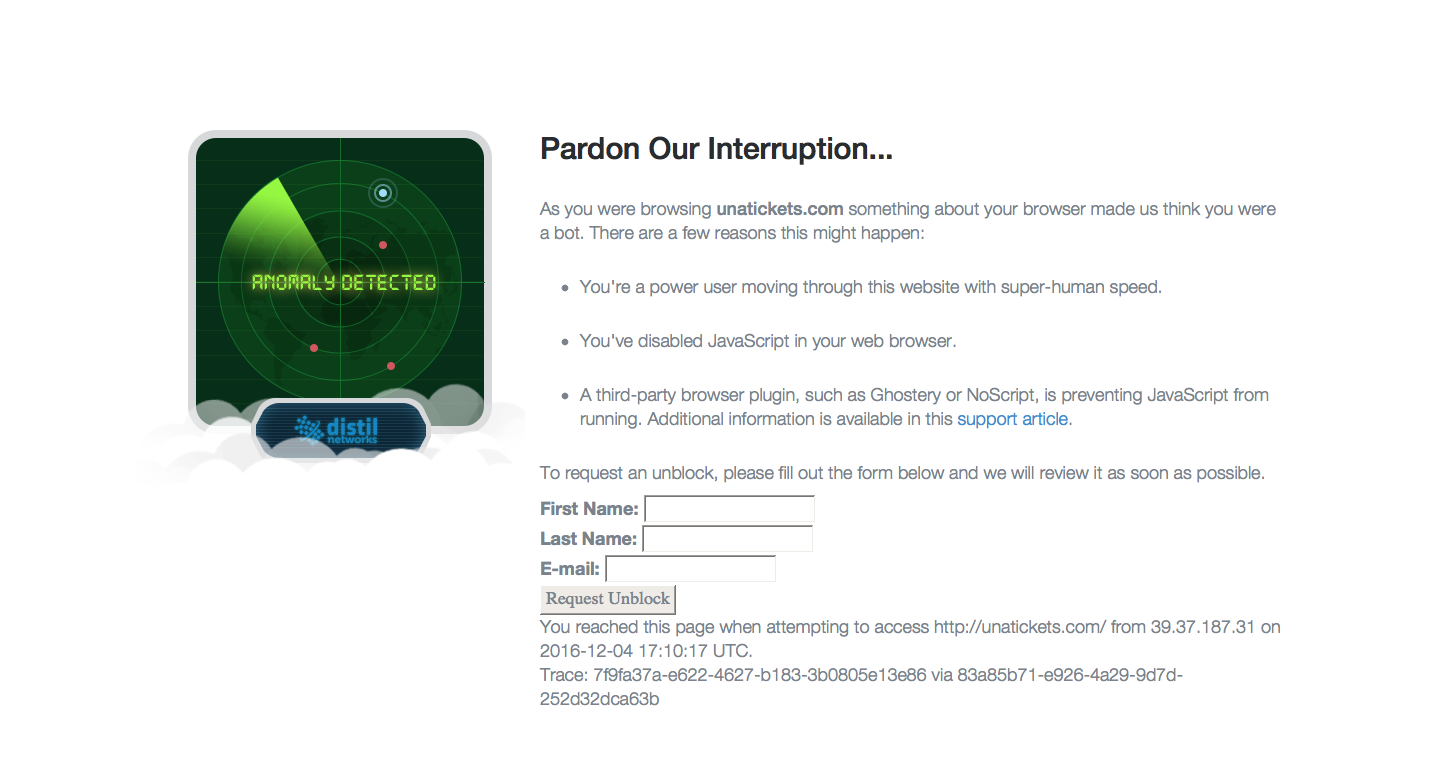 Pardon Our Interruption...
As you were browsing unatickets.com something about your browser made us think you were
a bot. There are a few reasons this might happen:
You're a power user moving through this website with super-human speed.
You've disabled JavaScript in your web browser.
A third-party browser plugin, such as Ghostery or NoScript, is preventing JavaScript from
running. Additional information is available in this support article.
To request an unblock, please fill out the form below and we will review it as soon as possible.
First Name:
Last Name:
E-mail:
Request Unblock
You reached this page when attempting to access http://unatickets.com/ from 39.37.187.31 on
2016-12-04 17:10:17 UTC.
Trace: 7f9fa37a-e622-4627-b183-3b0805e13e86 via 83a85b71-e926-4a29-9d7d-
252d32dca63b
ANOMALY DETECTED
distil
networks